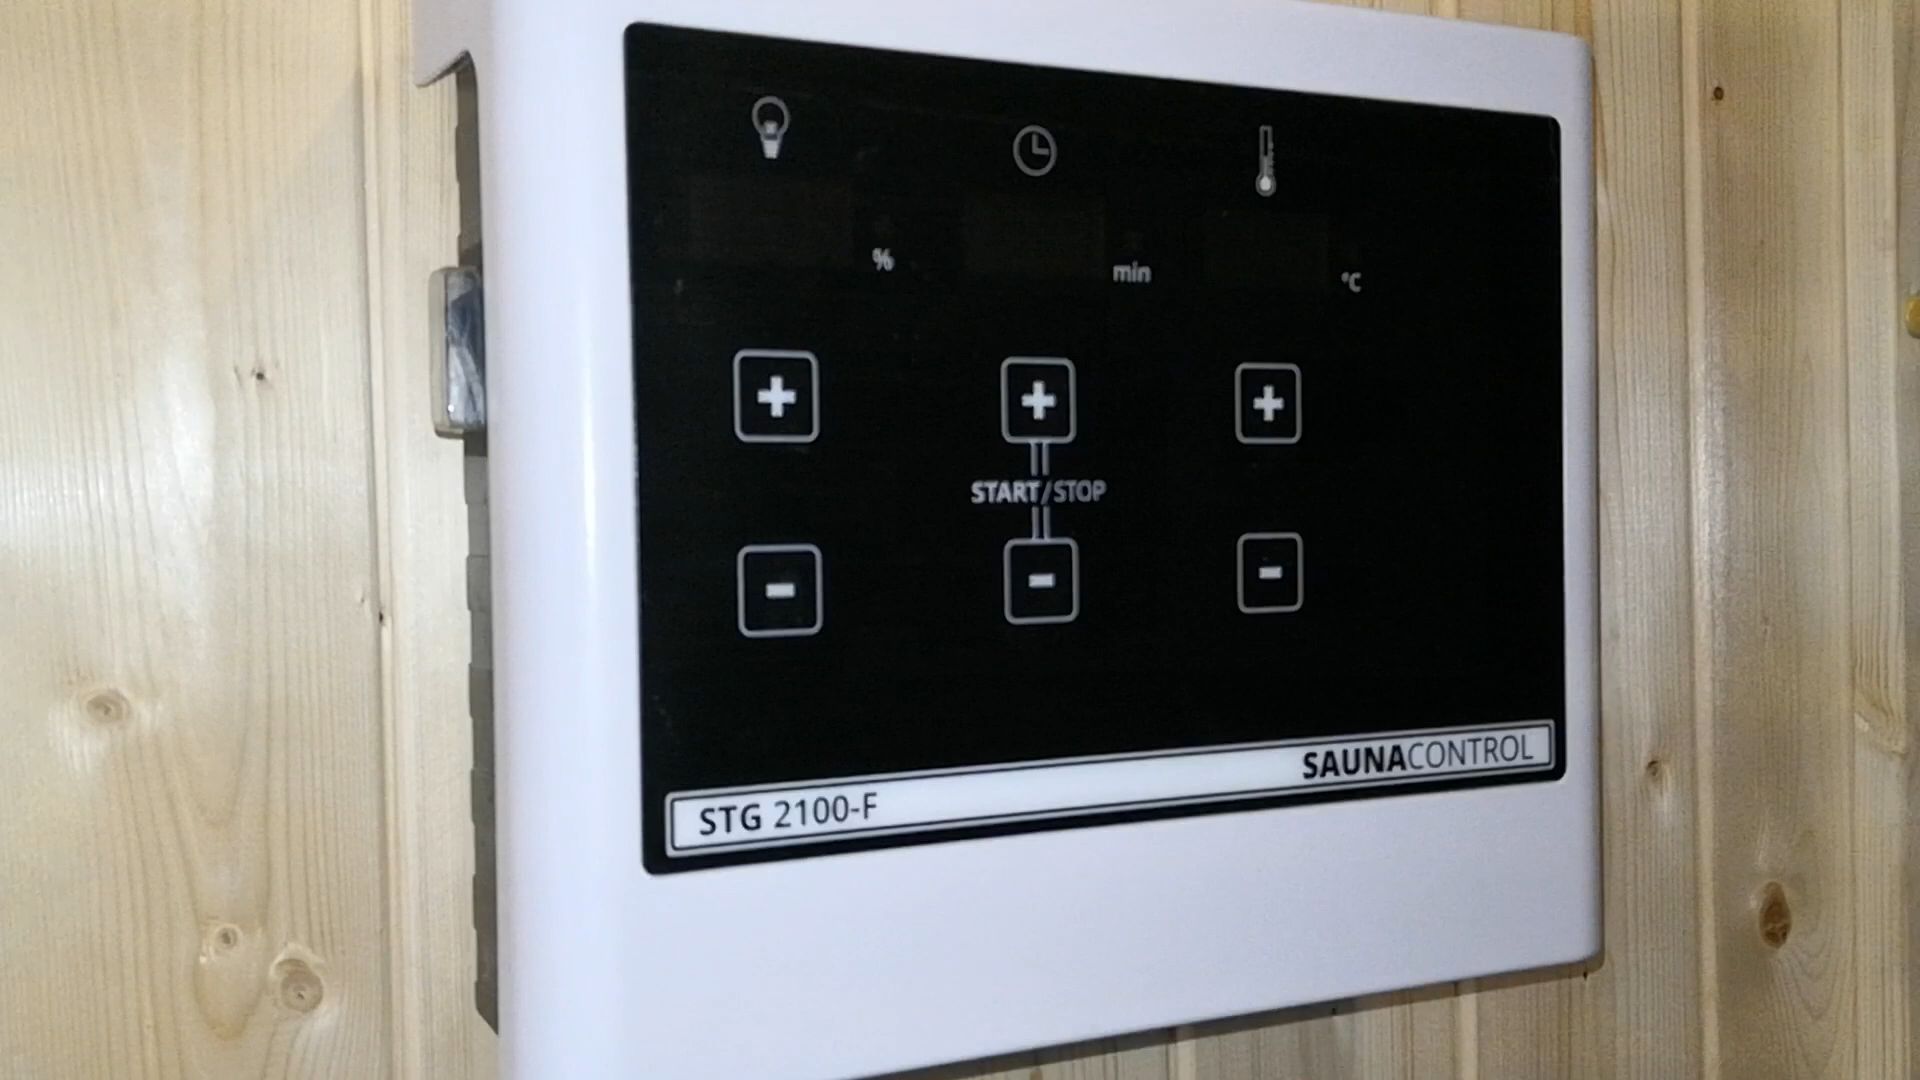 % min °C
+ + +
START/STOP
- - -
STG 2100-F
SAUNACONTROL